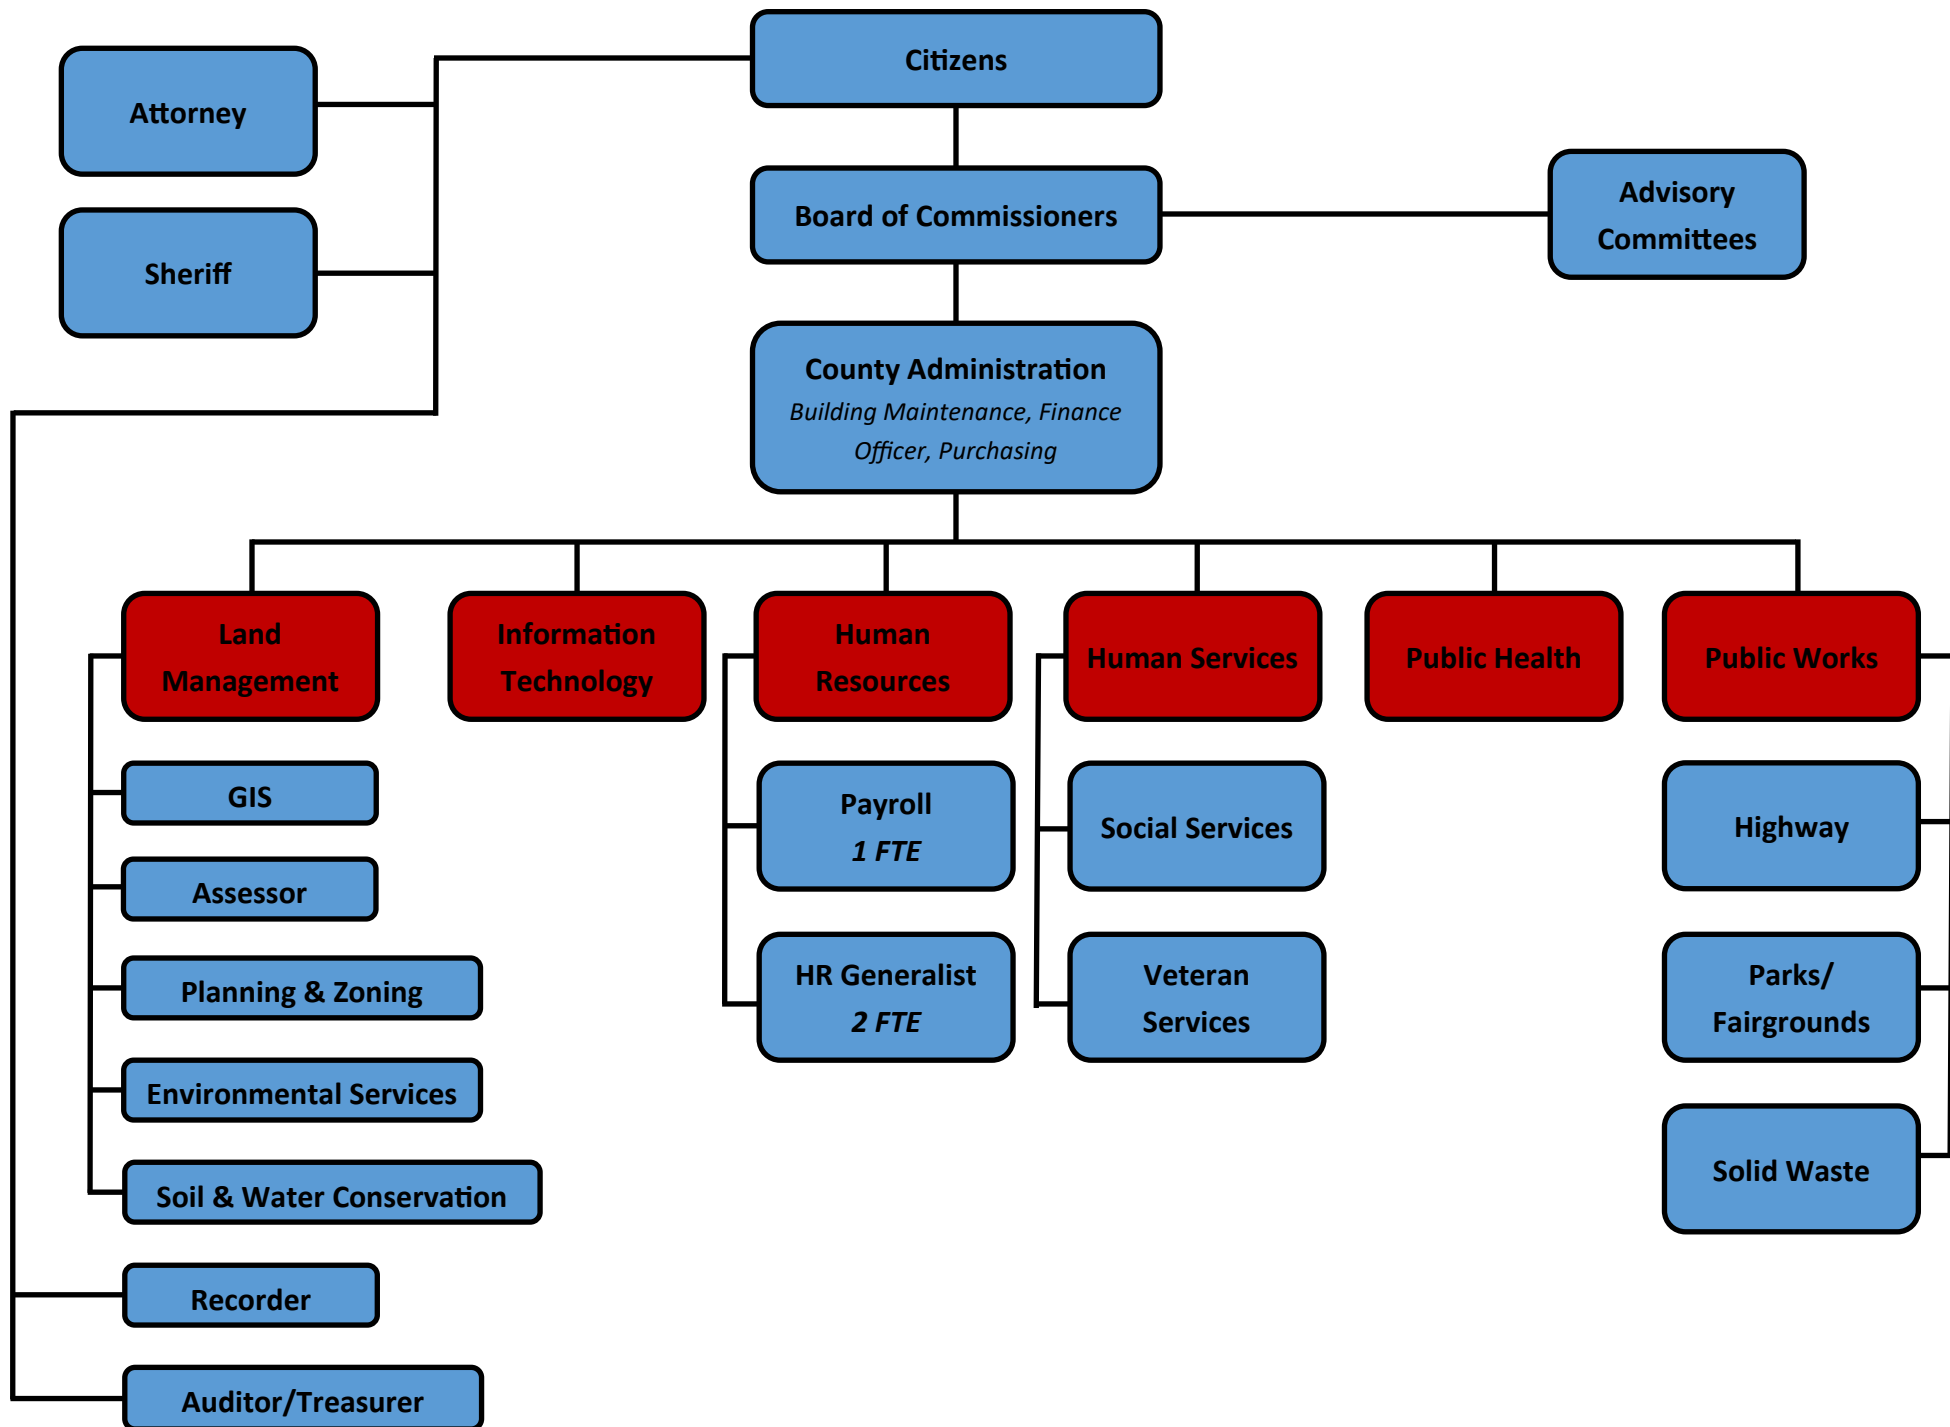 Citizens
Attorney
Board of Commissioners
Advisory
Committees
Sheriff
County Administration
Building Maintenance, Finance
Officer, Purchasing
Land
Management
Information
Technology
Human
Resources
Human Services
Public Health
Public Works
GIS
Assessor
Planning & Zoning
Environmental Services
Soil & Water Conservation
Recorder
Auditor/Treasurer
Payroll
1 FTE
HR Generalist
2 FTE
Social Services
Veteran
Services
Highway
Parks/
Fairgrounds
Solid Waste